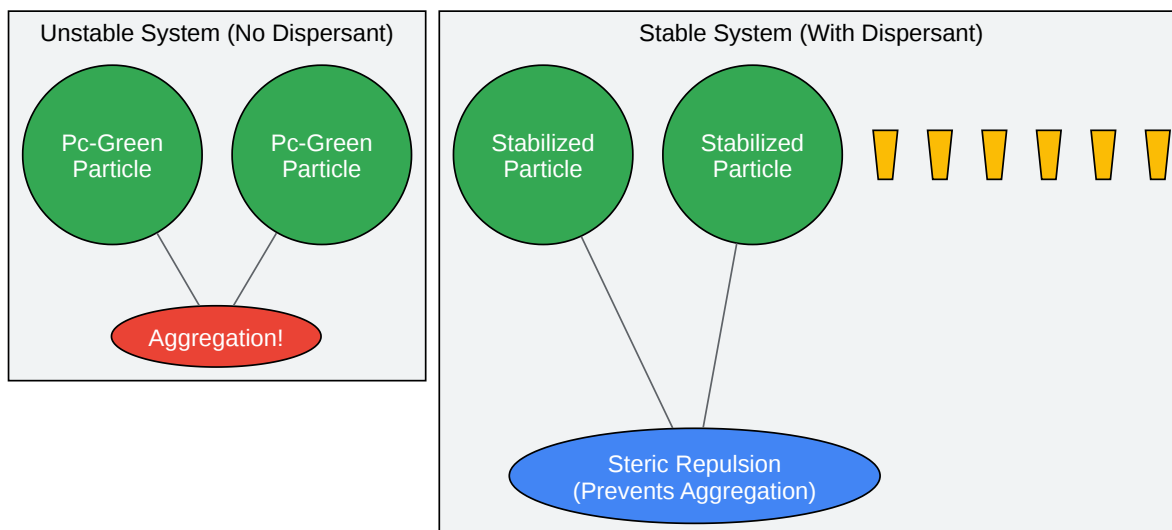 Unstable System (No Dispersant)
Pc-Green
Particle
Pc-Green
Particle
Aggregation!
Stable System (With Dispersant)
Stabilized
Particle
Stabilized
Particle
Steric Repulsion
(Prevents Aggregation)